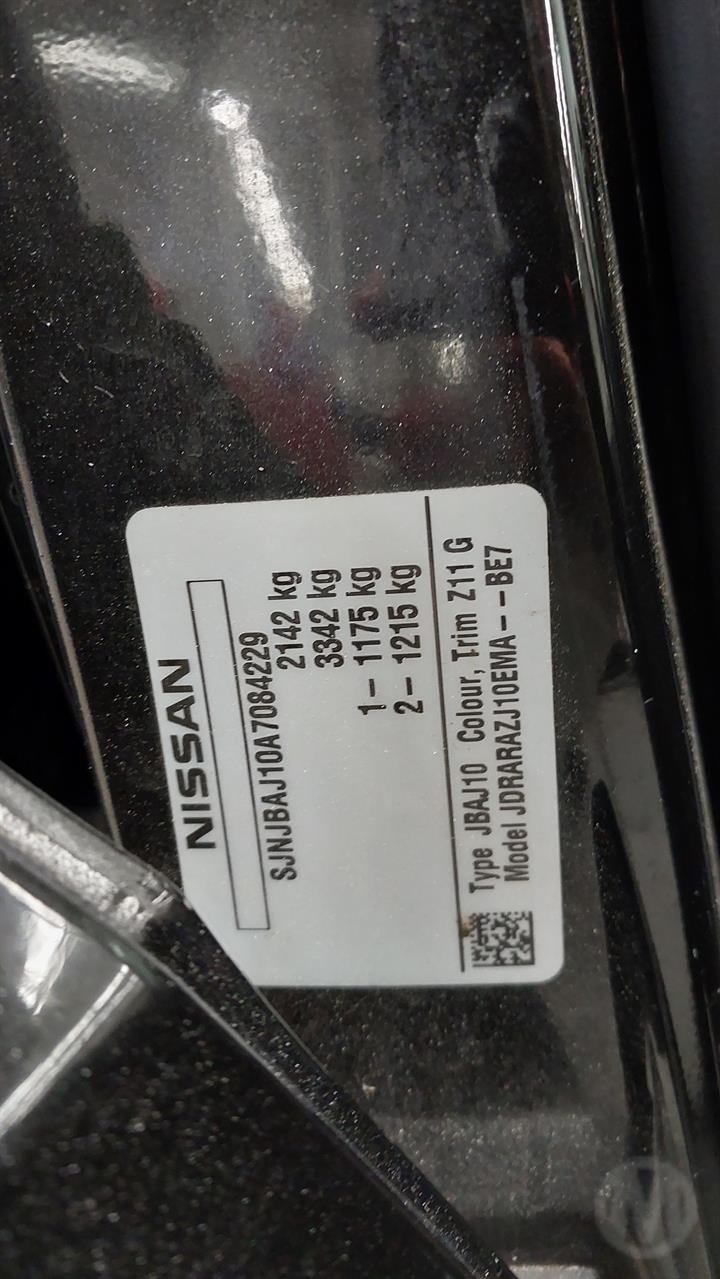 NISSAN
SJNJBAJ10A7084229
2142 kg
3342 kg
1 – 1175 kg
2 – 1215 kg
Type JBAJ10 Colour, Trim Z11 G
Model JDRARAZJ10EMA – – BE7